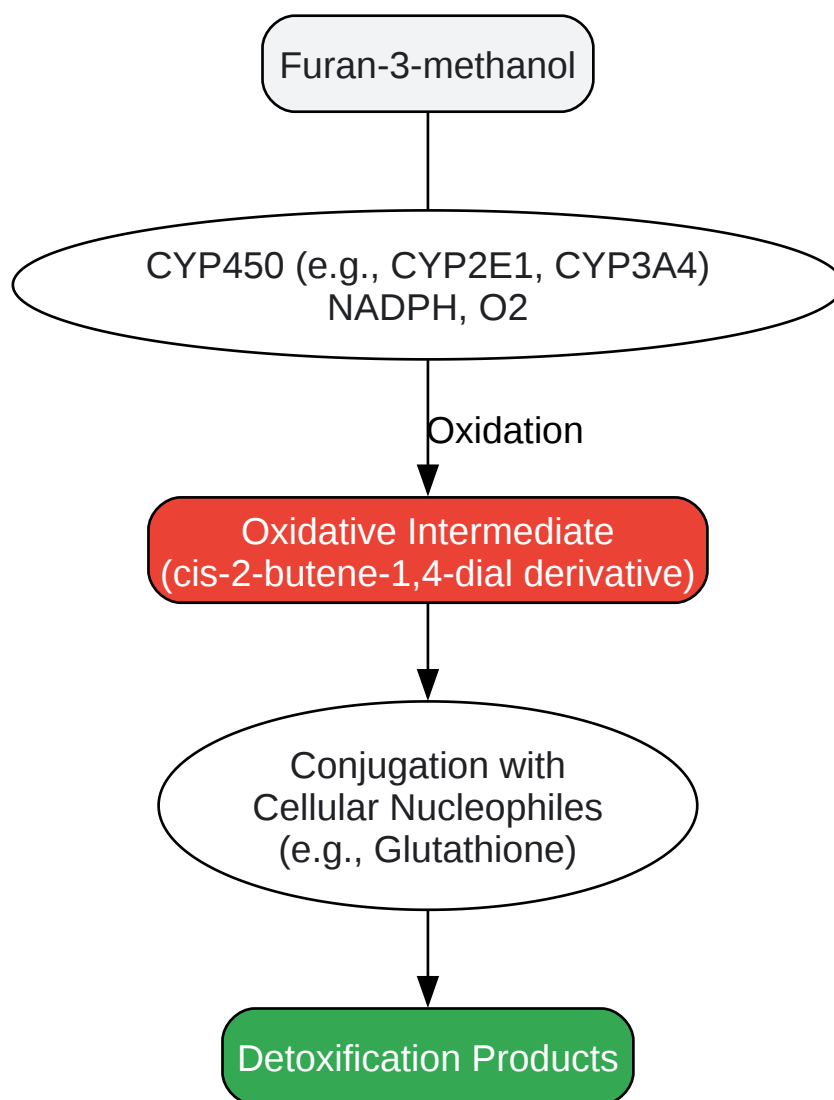 Furan-3-methanol
CYP450 (e.g., CYP2E1, CYP3A4)
NADPH, O2
Oxidation
Oxidative Intermediate
(cis-2-butene-1,4-dial derivative)
Conjugation with
Cellular Nucleophiles
(e.g., Glutathione)
Detoxification Products